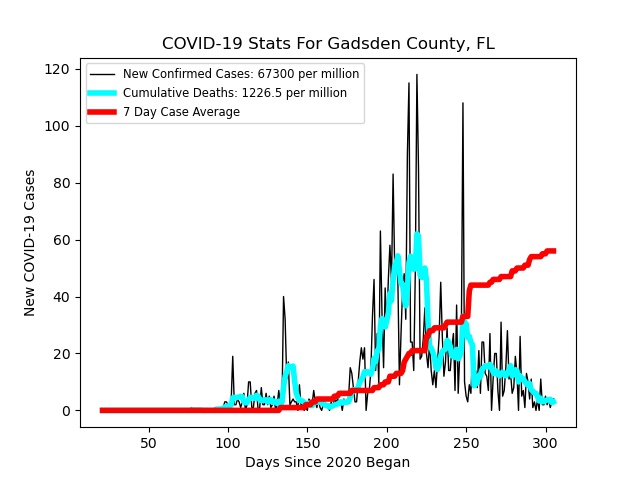 COVID-19 Stats For Gadsden County, FL
New Confirmed Cases: 67300 per million
Cumulative Deaths: 1226.5 per million
7 Day Case Average
120
100
80
60
40
20
0
New COVID-19 Cases
50 100 150 200 250 300
Days Since 2020 Began